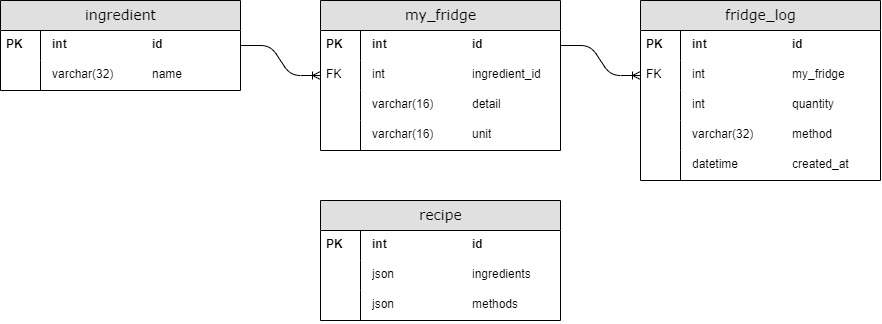 ingredient
PK int id
varchar(32) name
my_fridge
PK int id
FK int ingredient_id
varchar(16) detail
varchar(16) unit
fridge_log
PK int id
FK int my_fridge
int quantity
varchar(32) method
datetime created_at
recipe
PK int id
json ingredients
json methods